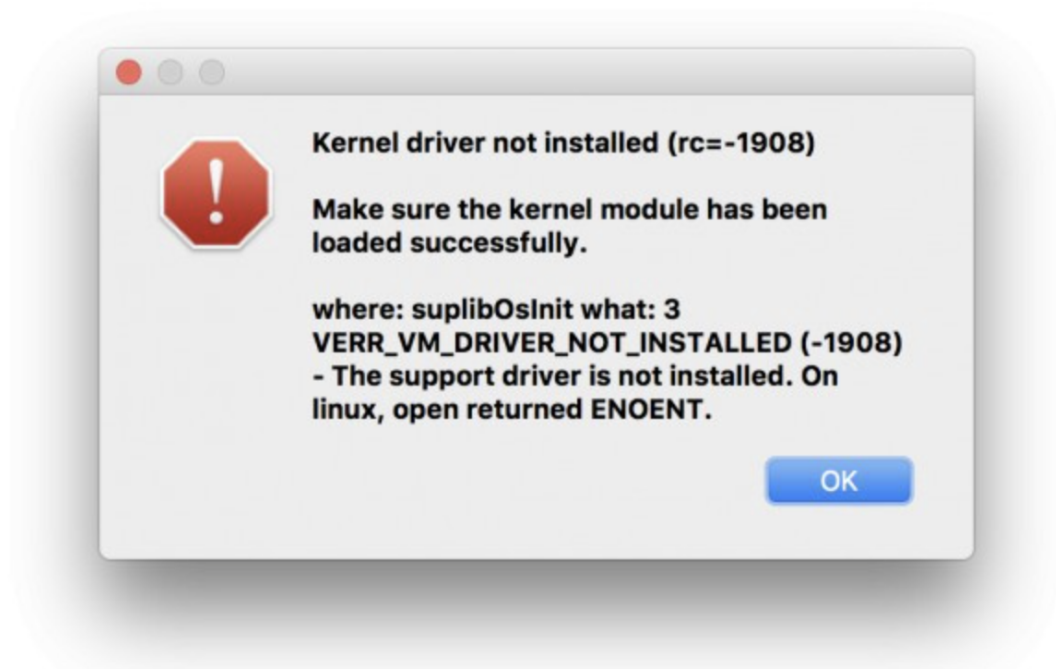 Kernel driver not installed (rc=-1908)
Make sure the kernel module has been
loaded successfully.
where: suplibOsInit what: 3
VERR_VM_DRIVER_NOT_INSTALLED (-1908)
- The support driver is not installed. On
linux, open returned ENOENT.
OK